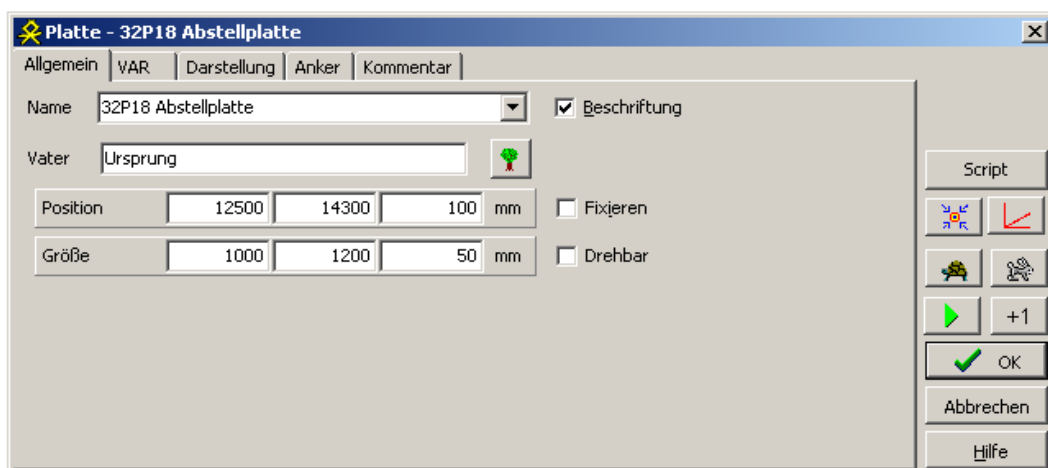 Platte - 32P18 Abstellplatte
Allgemein VAR Darstellung Anker Kommentar
Name 32P18 Abstellplatte Beschriftung
Vater Ursprung
Script
Position 12500 14300 100 mm Fixieren
Größe 1000 1200 50 mm Drehbar
+1
OK
Abbrechen
Hilfe